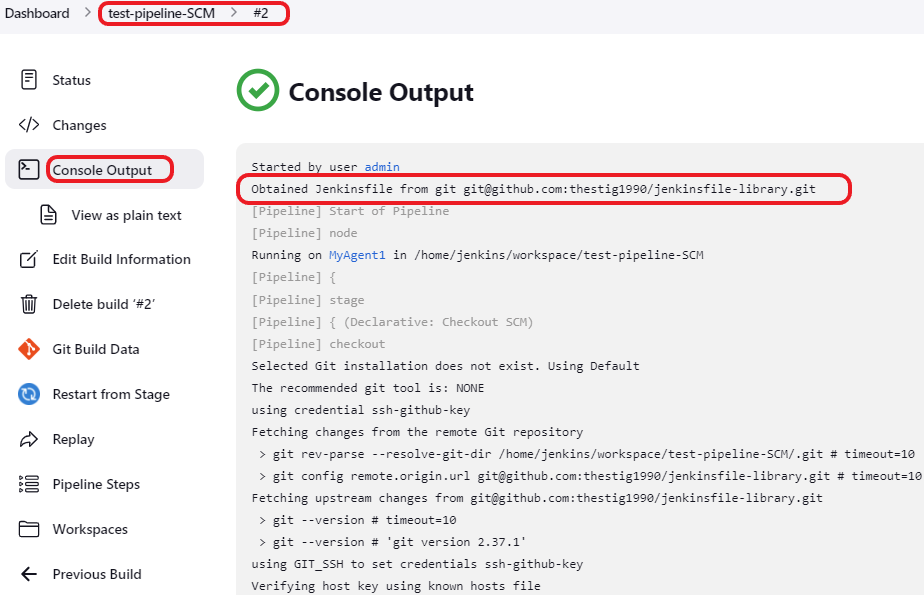 Dashboard > test-pipeline-SCM > #2
Status
Changes
Console Output
View as plain text
Edit Build Information
Delete build ‘#2’
Git Build Data
Restart from Stage
Replay
Pipeline Steps
Workspaces
Previous Build
Console Output
Started by user admin
Obtained Jenkinsfile from git git@github.com:thestig1990/jenkinsfile-library.git
[Pipeline] Start of Pipeline
[Pipeline] node
Running on MyAgent1 in /home/jenkins/workspace/test-pipeline-SCM
[Pipeline] {
[Pipeline] stage
[Pipeline] { (Declarative: Checkout SCM)
[Pipeline] checkout
Selected Git installation does not exist. Using Default
The recommended git tool is: NONE
using credential ssh-github-key
Fetching changes from the remote Git repository
 > git rev-parse --resolve-git-dir /home/jenkins/workspace/test-pipeline-SCM/.git # timeout=10
 > git config remote.origin.url git@github.com:thestig1990/jenkinsfile-library.git # timeout=10
Fetching upstream changes from git@github.com:thestig1990/jenkinsfile-library.git
 > git --version # timeout=10
 > git --version # 'git version 2.37.1'
using GIT_SSH to set credentials ssh-github-key
Verifying host key using known hosts file